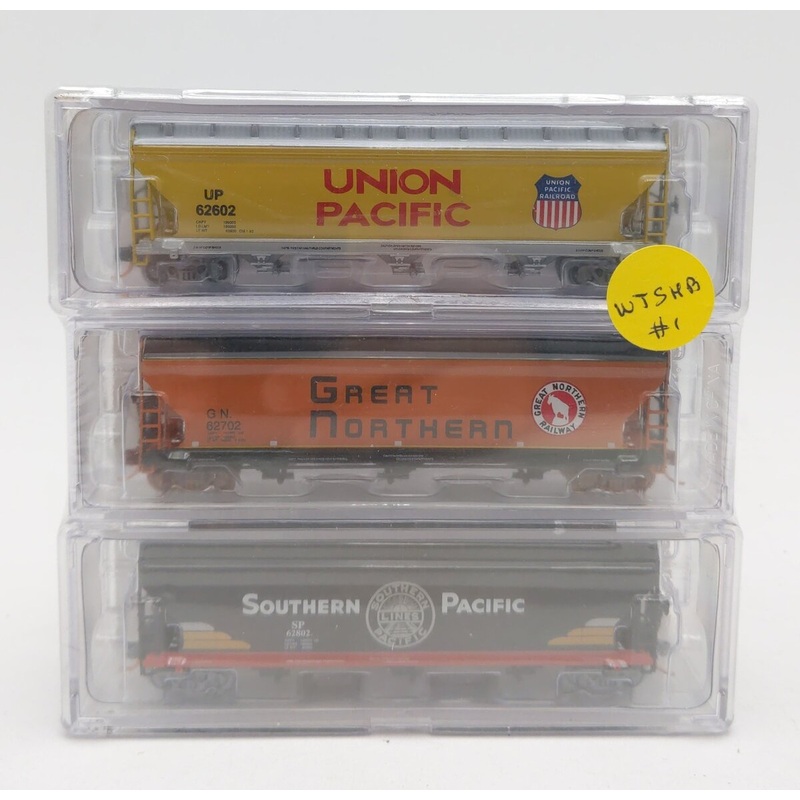 UP
62602
UNION
PACIFIC
UNION
PACIFIC
RAILROAD
WTSHB
#1
G.N.
62702
GREAT
NORTHERN
GREAT NORTHERN
RAILWAY
SOUTHERN
PACIFIC
SP
62802
SOUTHERN
LINES
PACIFIC